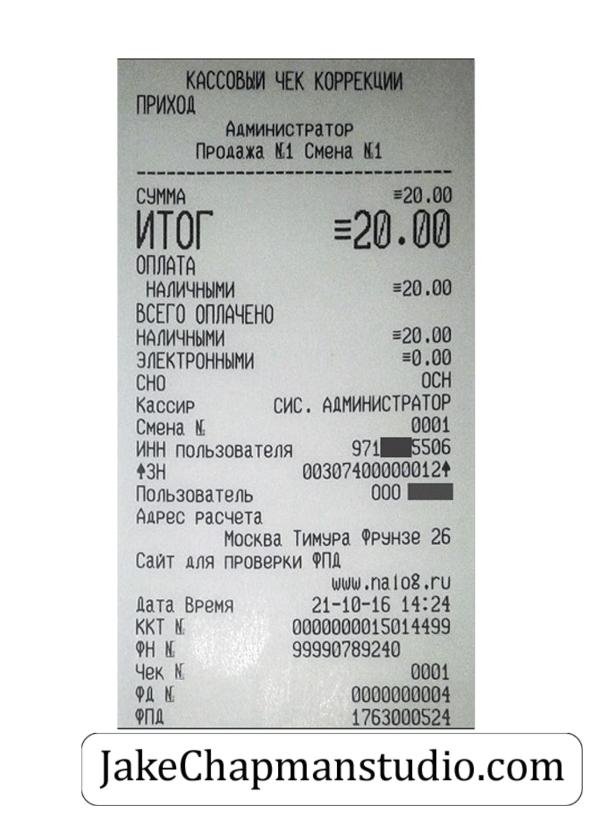 КАССОВЫЙ ЧЕК КОРРЕКЦИИ
ПРИХОД
Администратор
Продажа №1 Смена №1
СУММА ≡20.00
ИТОГ ≡20.00
ОПЛАТА
НАЛИЧНЫМИ ≡20.00
ВСЕГО ОПЛАЧЕНО
НАЛИЧНЫМИ ≡20.00
ЭЛЕКТРОННЫМИ ≡0.00
СНО ОСН
Кассир СИС. АДМИНИСТРАТОР
Смена № 0001
ИНН пользователя 971 5506
↑ЗН 00307400000012↑
Пользователь ООО
Адрес расчета
Москва Тимура Фрунзе 26
Сайт для проверки ФПД
www.nalog.ru
Дата Время 21-10-16 14:24
ККТ № 0000000015014499
ФН № 99990789240
Чек № 0001
ФД № 0000000004
ФПД 1763000524
JakeChapmanstudio.com